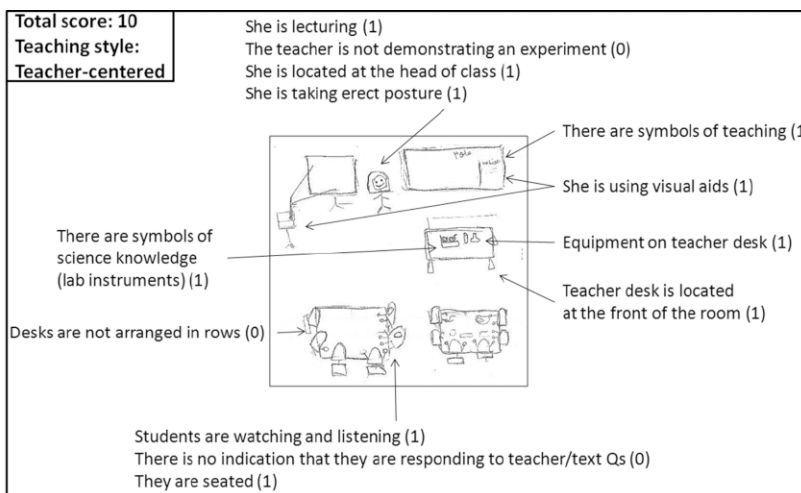 Total score: 10
Teaching style:
Teacher-centered
She is lecturing (1)
The teacher is not demonstrating an experiment (0)
She is located at the head of class (1)
She is taking erect posture (1)
There are symbols of teaching (1
علوم
She is using visual aids (1)
There are symbols of
science knowledge
(lab instruments) (1)
Equipment on teacher desk (1)
Teacher desk is located
at the front of the room (1)
Desks are not arranged in rows (0)
Students are watching and listening (1)
There is no indication that they are responding to teacher/text Qs (0)
They are seated (1)